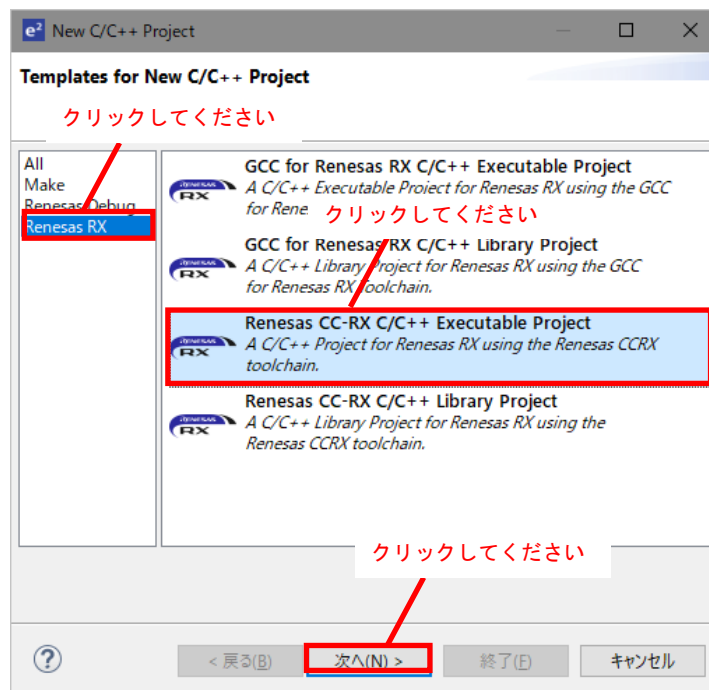 e² New C/C++ Project
Templates for New C/C++ Project
クリックしてください
All
Make
Renesas Debug
Renesas RX
RENESAS RX
GCC for Renesas RX C/C++ Executable Project
A C/C++ Executable Project for Renesas RX using the GCC
for Rene
クリックしてください
RENESAS RX
GCC for Renesas RX C/C++ Library Project
A C/C++ Library Project for Renesas RX using the GCC
for Renesas RX Toolchain.
RENESAS RX
Renesas CC-RX C/C++ Executable Project
A C/C++ Project for Renesas RX using the Renesas CCRX
toolchain.
RENESAS RX
Renesas CC-RX C/C++ Library Project
A C/C++ Library Project for Renesas RX using the
Renesas CCRX toolchain.
クリックしてください
?
< 戻る(B)
次へ(N) >
終了(F)
キャンセル